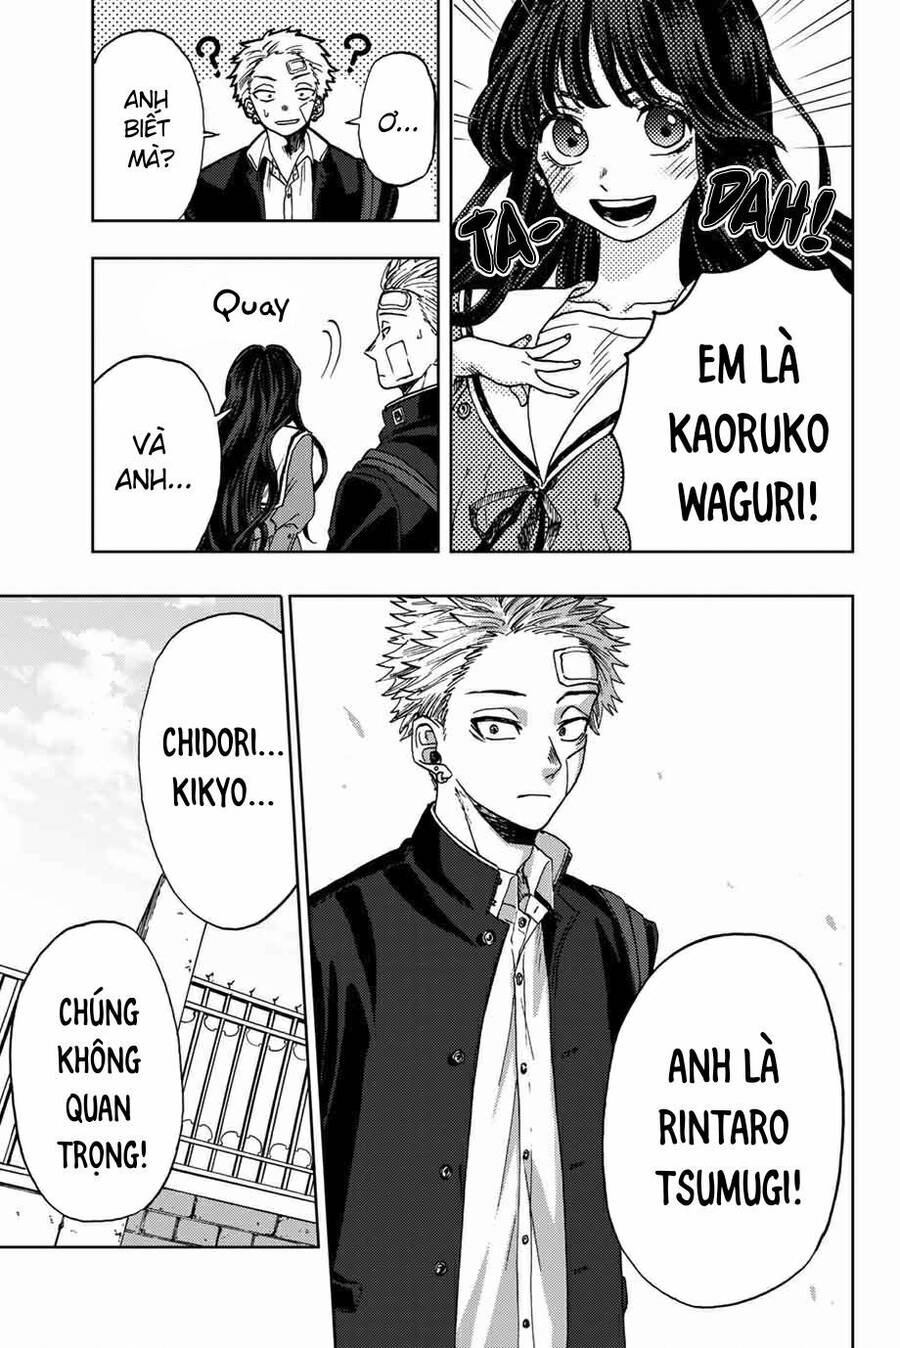 TA-
DAH!
EM LÀ
KAORUKO
WAGURI!
?
?
Ơ...
ANH
BIẾT
MÀ?
Quay
VÀ
ANH...
ANH LÀ
RINTARO
TSUMUGI!
CHIDORI...
KIKYO...
CHÚNG
KHÔNG
QUAN
TRỌNG!